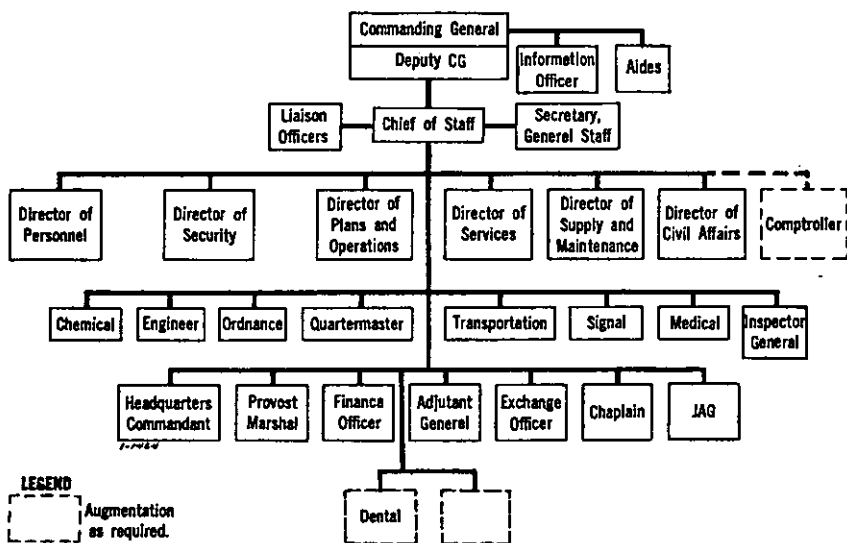 Commanding General
Deputy CG
Information
Officer
Aides
Liaison
Officers
Chief of Staff
Secretary,
General Staff
Director of
Personnel
Director of
Security
Director of
Plans and
Operations
Director of
Services
Director of
Supply and
Maintenance
Director of
Civil Affairs
Comptroller
Chemical
Engineer
Ordnance
Quartermaster
Transportation
Signal
Medical
Inspector
General
Headquarters
Commandant
Provost
Marshal
Finance
Officer
Adjutant
General
Exchange
Officer
Chaplain
JAG
LEGEND
Augmentation
as required.
Dental